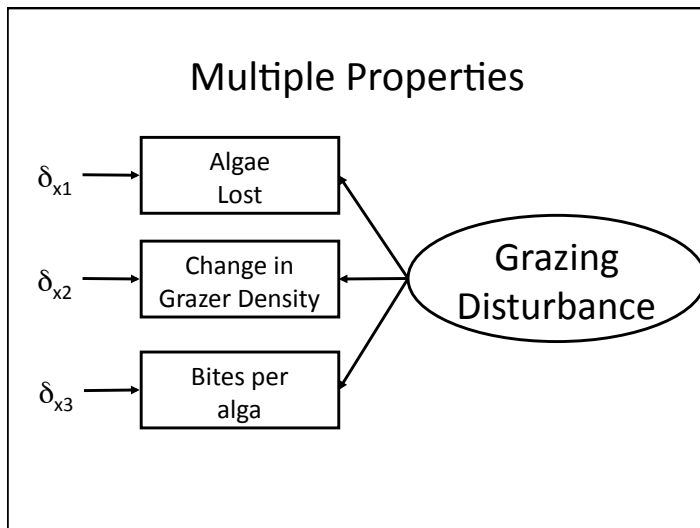 Multiple Properties
δx1
Algae
Lost
δx2
Change in
Grazer Density
Grazing
Disturbance
δx3
Bites per
alga